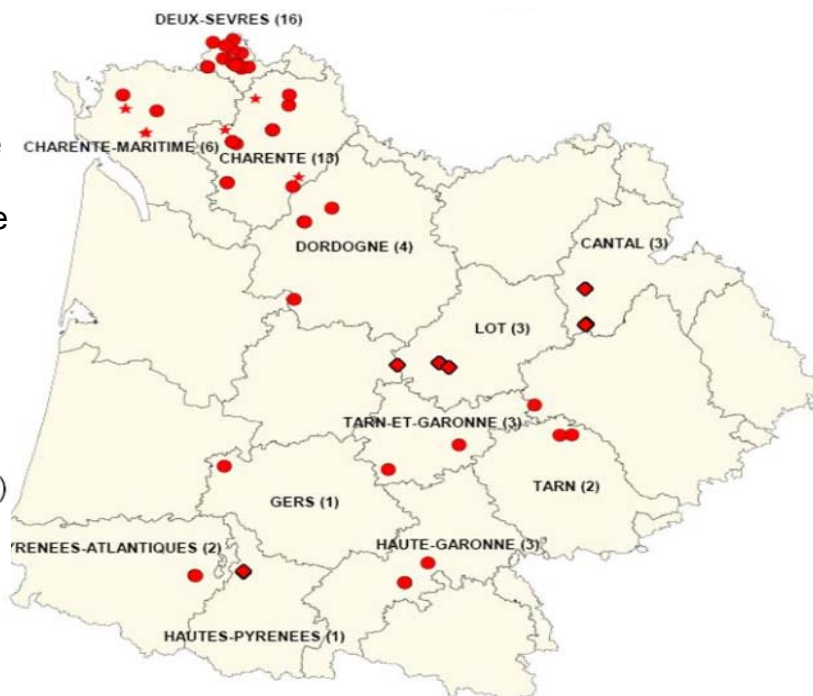 DEUX-SEVRES (16)
e
CHARENTE-MARITIME (6)
CHARENTE (13)
e
CANTAL (3)
DORDOGNE (4)
LOT (3)
TARN-ET-GARONNE (3)
TARN (2)
)
GERS (1)
YRENEES-ATLANTIQUES (2)
HAUTE-GARONNE (3)
HAUTES-PYRENEES (1)